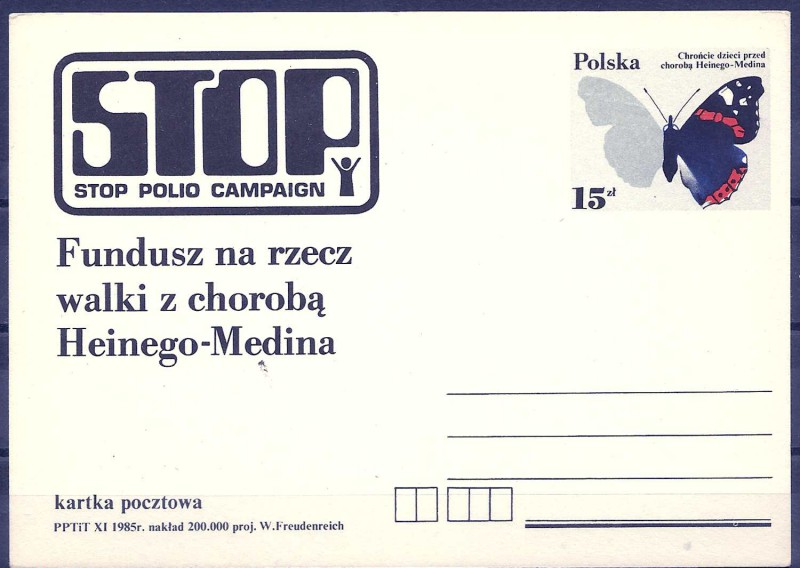 STOP
STOP POLIO CAMPAIGN
Polska
Chrońcie dzieci przed
chorobą Heinego-Medina
15 zł
Fundusz na rzecz
walki z chorobą
Heinego-Medina
kartka pocztowa
PPTiT XI 1985r. nakład 200.000 proj. W.Freudenreich